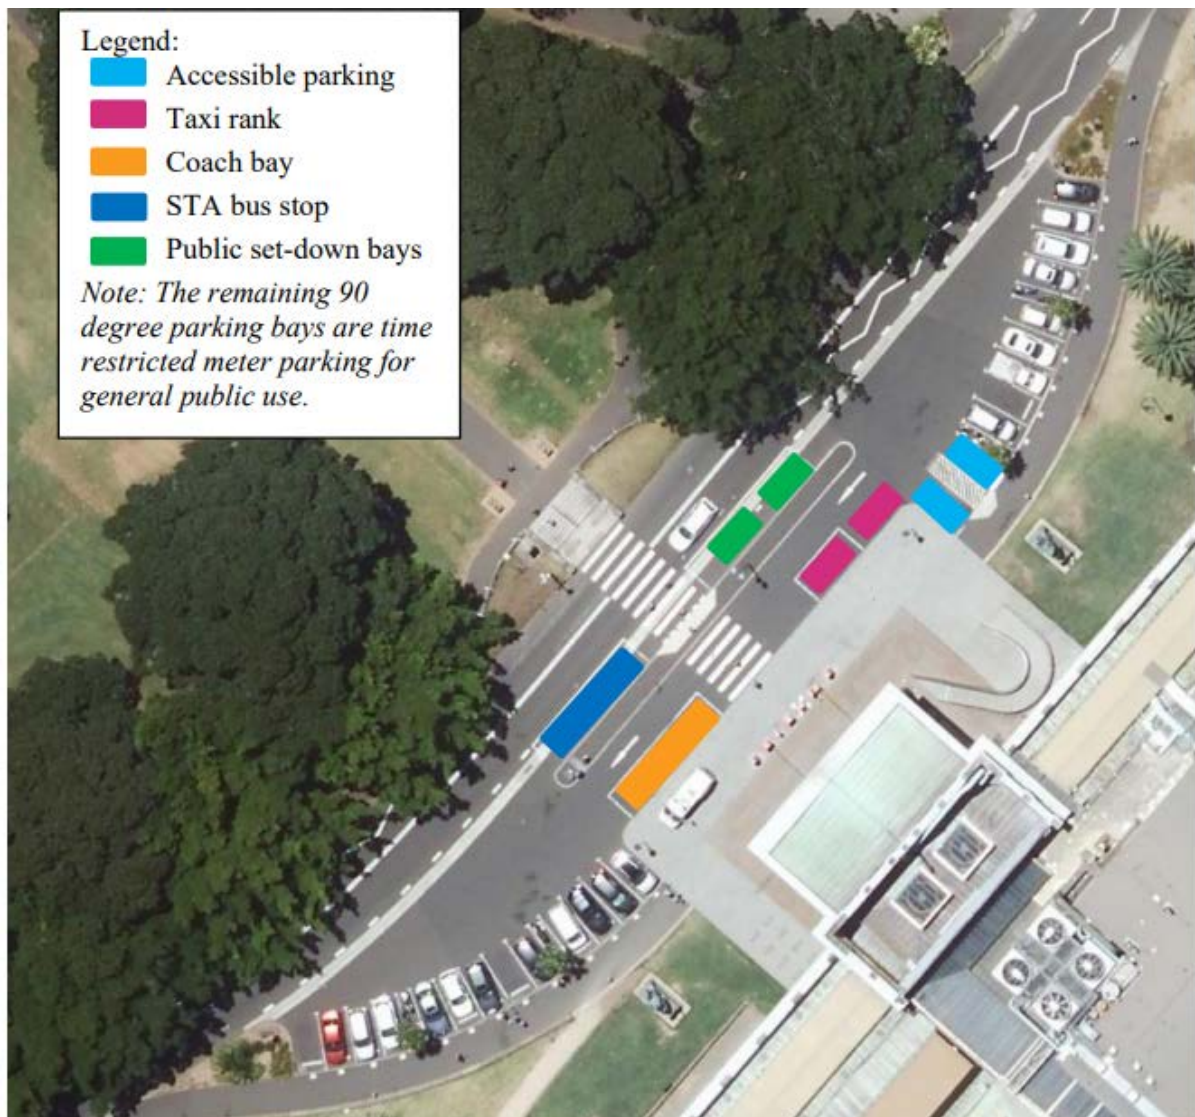 Legend:
Accessible parking
Taxi rank
Coach bay
STA bus stop
Public set-down bays
Note: The remaining 90
degree parking bays are time
restricted meter parking for
general public use.